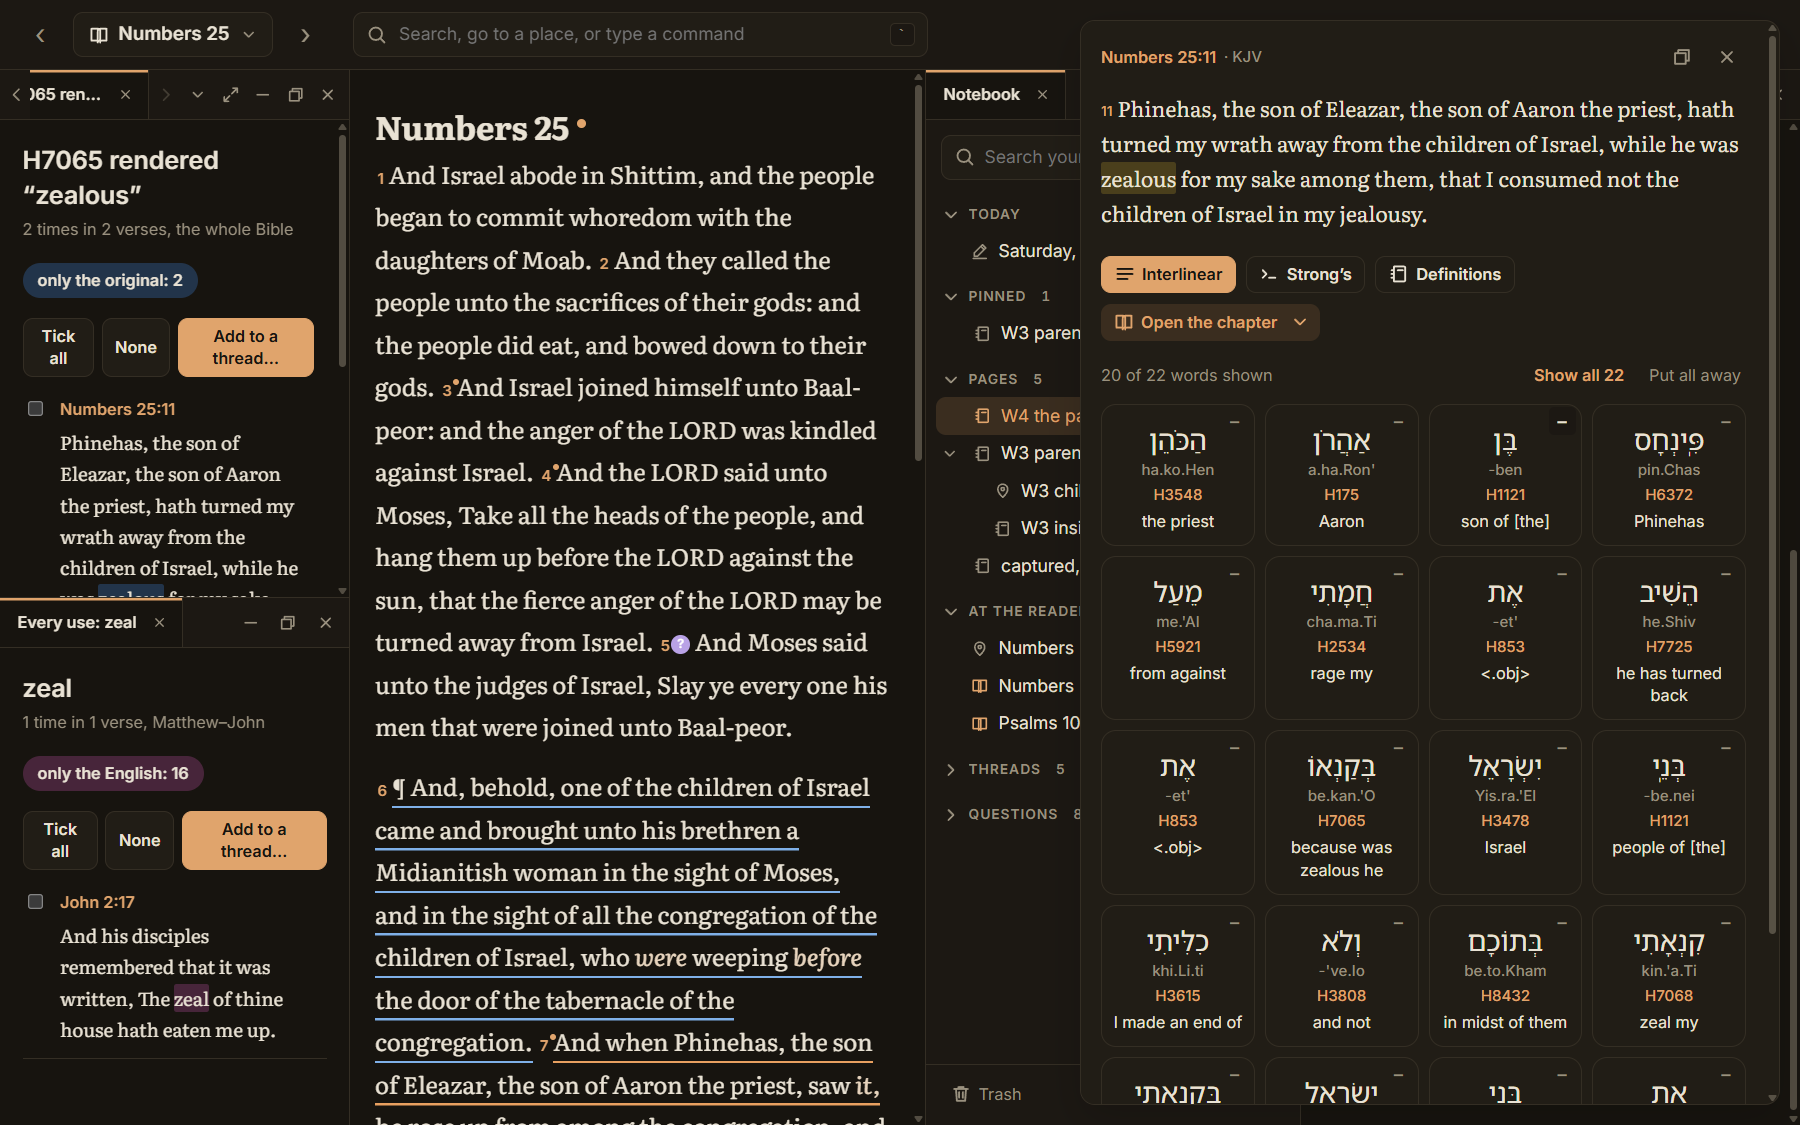 Numbers 25
Search, go to a place, or type a command
`
065 ren...
H7065 rendered
“zealous”
2 times in 2 verses, the whole Bible
only the original: 2
Tick all
None
Add to a thread...
Numbers 25:11
Phinehas, the son of
Eleazar, the son of Aaron
the priest, hath turned my
wrath away from the
children of Israel, while he
was zealous for my sake
Every use: zeal
zeal
1 time in 1 verse, Matthew–John
only the English: 16
Tick all
None
Add to a thread...
John 2:17
And his disciples
remembered that it was
written, The zeal of thine
house hath eaten me up.
Numbers 25
1 And Israel abode in Shittim, and the people
began to commit whoredom with the
daughters of Moab. 2 And they called the
people unto the sacrifices of their gods: and
the people did eat, and bowed down to their
gods. 3 And Israel joined himself unto Baal-
peor: and the anger of the LORD was kindled
against Israel. 4 And the LORD said unto
Moses, Take all the heads of the people, and
hang them up before the LORD against the
sun, that the fierce anger of the LORD may be
turned away from Israel. 5 ? And Moses said
unto the judges of Israel, Slay ye every one his
men that were joined unto Baal-peor.
6 ¶ And, behold, one of the children of Israel
came and brought unto his brethren a
Midianitish woman in the sight of Moses,
and in the sight of all the congregation of the
children of Israel, who were weeping before
the door of the tabernacle of the
congregation. 7 And when Phinehas, the son
of Eleazar, the son of Aaron the priest, saw it,
he rose up from among the congregation, and
Notebook
Search your
TODAY
Saturday,
PINNED 1
W3 paren
PAGES 5
W4 the pa
W3 paren
W3 chil
W3 insi
captured,
AT THE READE
Numbers
Numbers
Psalms 10
THREADS 5
QUESTIONS 8
Trash
Numbers 25:11 · KJV
11 Phinehas, the son of Eleazar, the son of Aaron the priest, hath
turned my wrath away from the children of Israel, while he was
zealous for my sake among them, that I consumed not the
children of Israel in my jealousy.
Interlinear
Strong’s
Definitions
Open the chapter
20 of 22 words shown
Show all 22
Put all away
פִּֽינְחָס בֶּן אַהֲרֹן הַכֹּהֵן
pin.Chas -ben a.ha.Ron' ha.ko.Hen
H6372 H1121 H175 H3548
Phinehas son of [the] Aaron the priest
הֵשִׁיב אֶת חֲמָתִי מֵעַל
he.Shiv -et' cha.ma.Ti me.'Al
H7725 H853 H2534 H5921
he has turned back <.obj> rage my from against
בְּנֵֽי יִשְׂרָאֵל בְּקַנְאוֹ אֶת
-be.nei Yis.ra.'El be.kan.'O -et'
H1121 H3478 H7065 H853
people of [the] Israel because was zealous he <.obj>
קִנְאָתִי בְּתוֹכָם וְלֹא כִלִּיתִי
kin.'a.Ti be.to.Kham -'ve.lo khi.Li.ti
H7068 H8432 H3808 H3615
zeal my in midst of them and not I made an end of
את בני ישראל בקנאתי